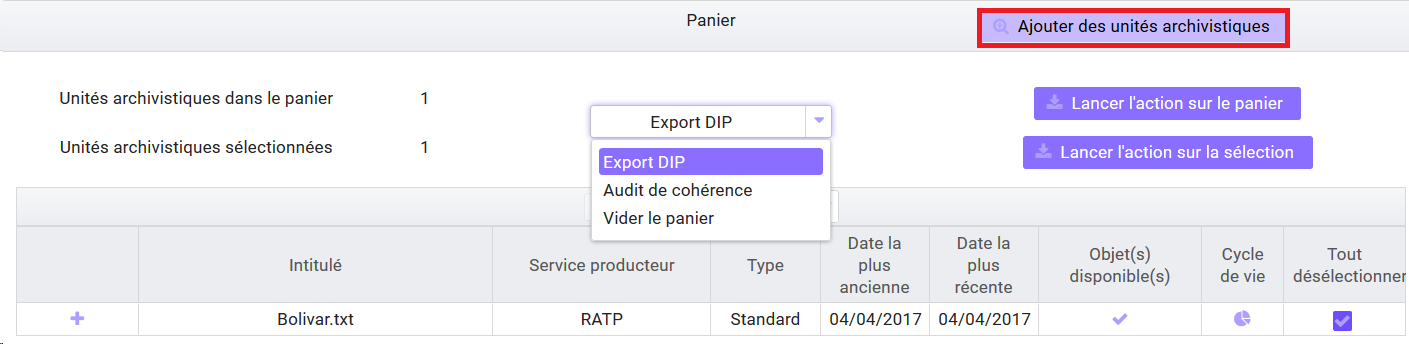 Panier
Ajouter des unités archivistiques
Unités archivistiques dans le panier 1
Export DIP
Lancer l'action sur le panier
Unités archivistiques sélectionnées 1
Lancer l'action sur la sélection
Export DIP
Audit de cohérence
Vider le panier
Intitulé
Service producteur
Type
Date la
plus
ancienne
Date la
plus
récente
Objet(s)
disponible(s)
Cycle
de vie
Tout
désélectionner
Bolivar.txt RATP Standard 04/04/2017 04/04/2017